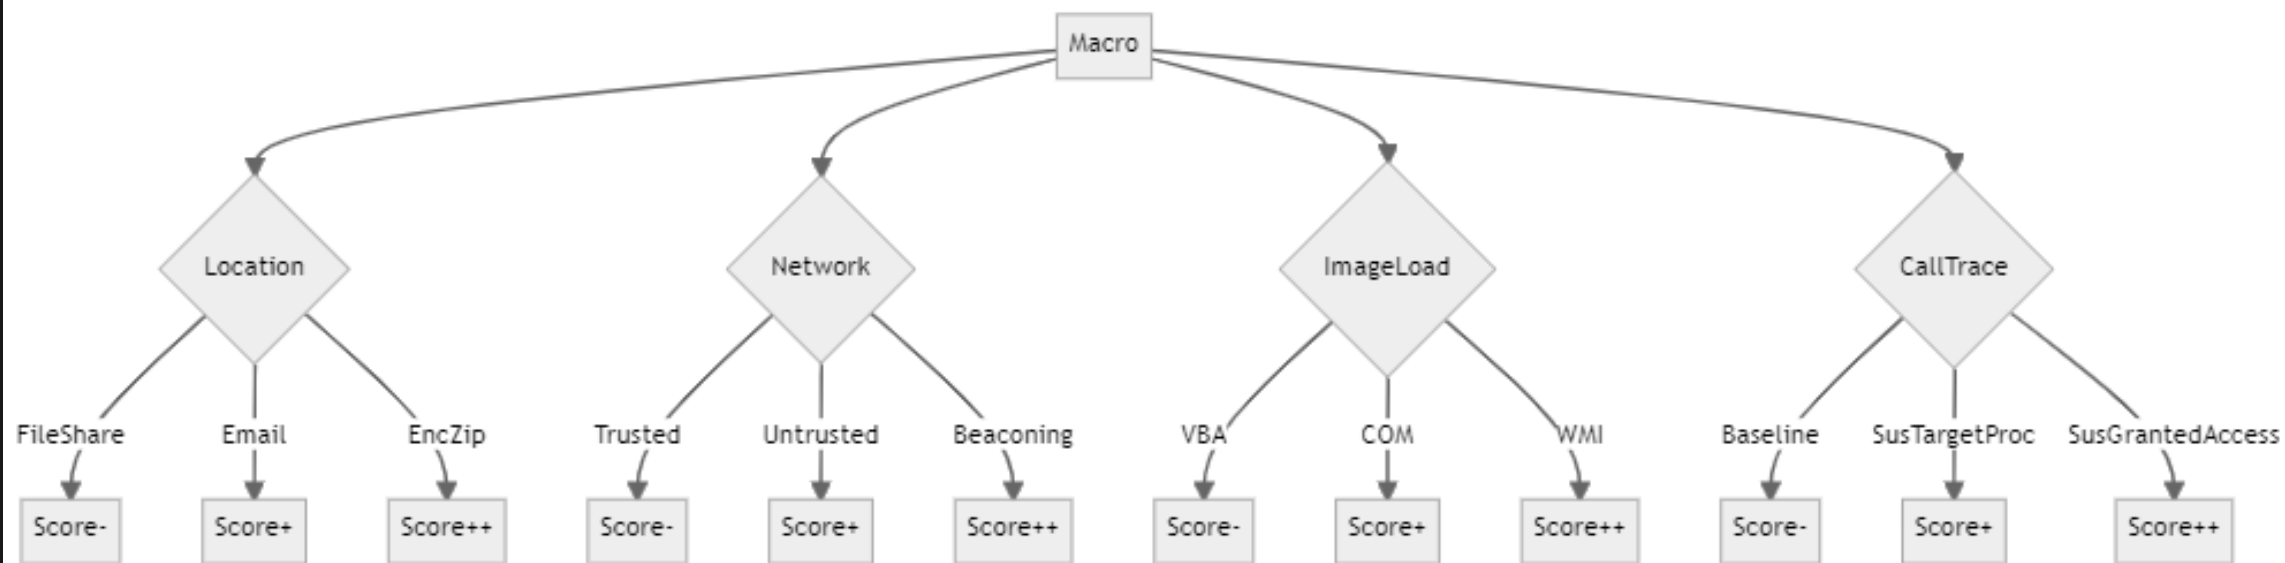 Macro
Location
Network
ImageLoad
CallTrace
FileShare
Email
EncZip
Trusted
Untrusted
Beaconing
VBA
COM
WMI
Baseline
SusTargetProc
SusGrantedAccess
Score-
Score+
Score++
Score-
Score+
Score++
Score-
Score+
Score++
Score-
Score+
Score++